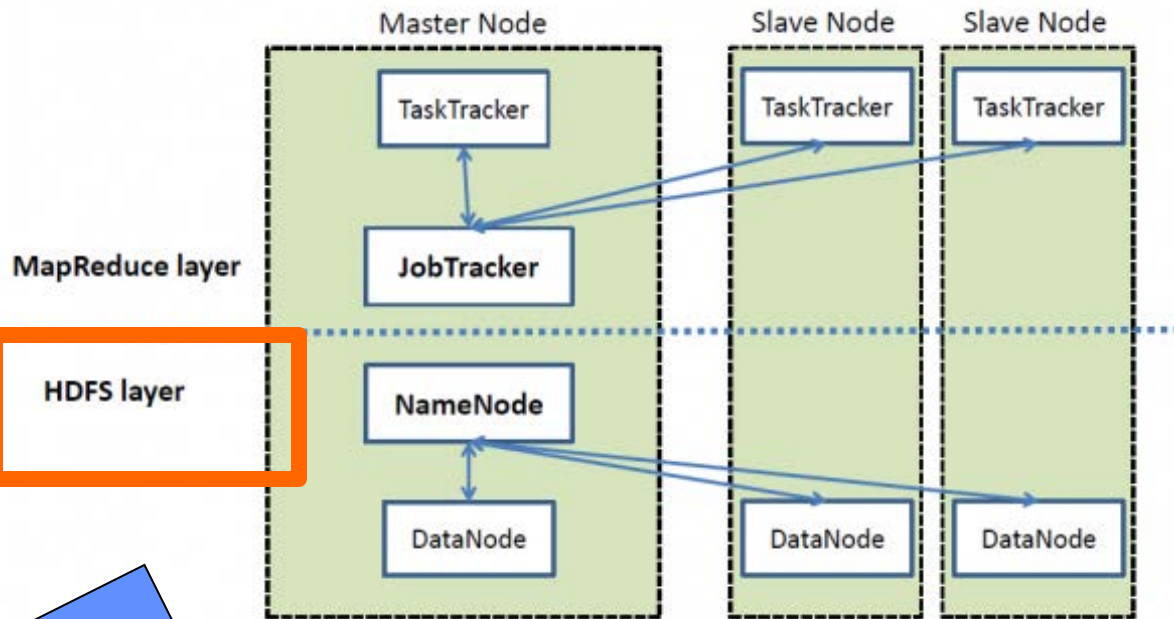 Master Node Slave Node Slave Node
TaskTracker TaskTracker TaskTracker
MapReduce layer JobTracker
HDFS layer NameNode
DataNode DataNode DataNode